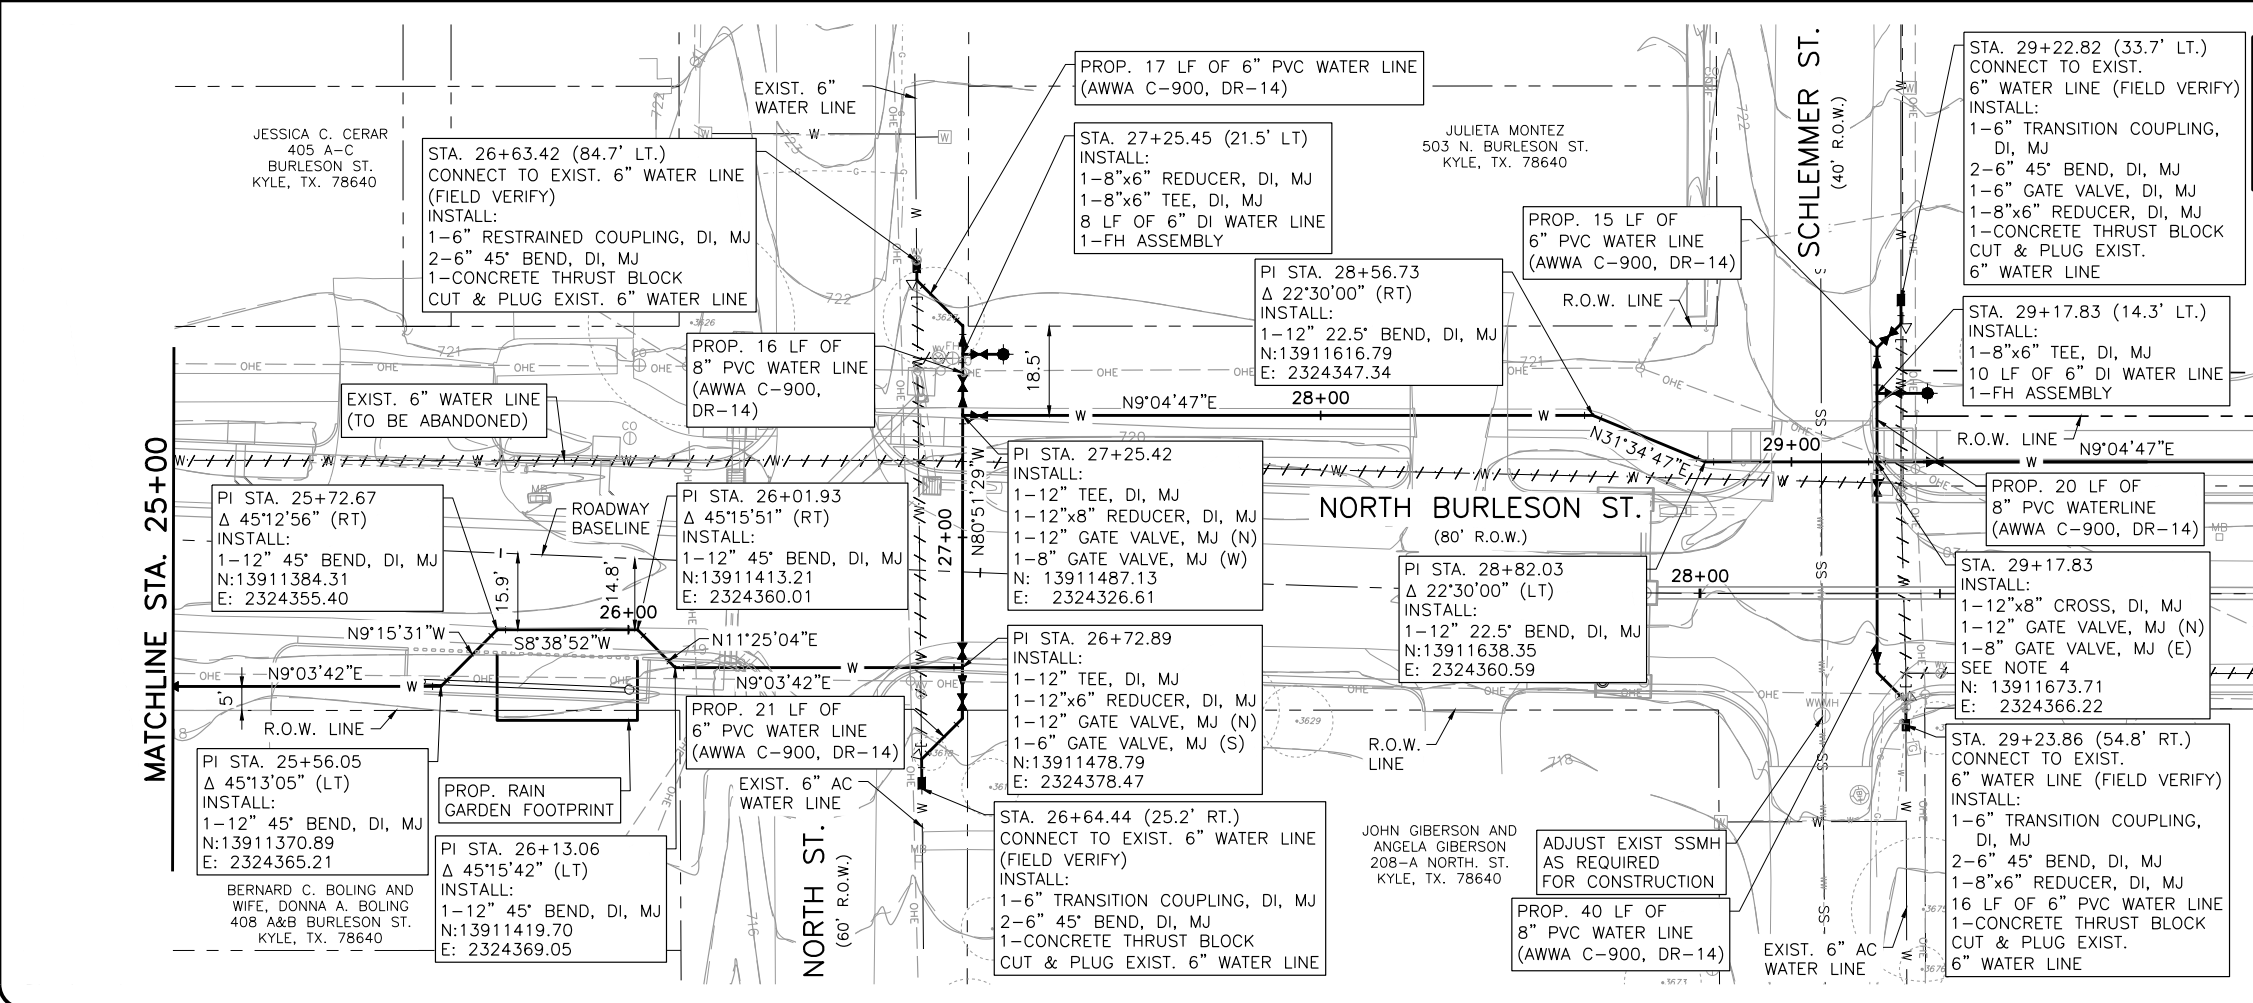 MATCHLINE STA. 25+00
JESSICA C. CERAR
405 A-C
BURLESON ST.
KYLE, TX. 78640
STA. 26+63.42 (84.7' LT.)
CONNECT TO EXIST. 6" WATER LINE
(FIELD VERIFY)
INSTALL:
1-6" RESTRAINED COUPLING, DI, MJ
2-6" 45° BEND, DI, MJ
1-CONCRETE THRUST BLOCK
CUT & PLUG EXIST. 6" WATER LINE
EXIST. 6"
WATER LINE
PROP. 17 LF OF 6" PVC WATER LINE
(AWWA C-900, DR-14)
STA. 27+25.45 (21.5' LT)
INSTALL:
1-8"x6" REDUCER, DI, MJ
1-8"x6" TEE, DI, MJ
8 LF OF 6" DI WATER LINE
1-FH ASSEMBLY
JULIETA MONTEZ
503 N. BURLESON ST.
KYLE, TX. 78640
PROP. 15 LF OF
6" PVC WATER LINE
(AWWA C-900, DR-14)
SCHLEMMER ST.
(40' R.O.W.)
STA. 29+22.82 (33.7' LT.)
CONNECT TO EXIST.
6" WATER LINE (FIELD VERIFY)
INSTALL:
1-6" TRANSITION COUPLING,
DI, MJ
2-6" 45° BEND, DI, MJ
1-6" GATE VALVE, DI, MJ
1-8"x6" REDUCER, DI, MJ
1-CONCRETE THRUST BLOCK
CUT & PLUG EXIST.
6" WATER LINE
PI STA. 28+56.73
Δ 22°30'00" (RT)
INSTALL:
1-12" 22.5° BEND, DI, MJ
N:13911616.79
E: 2324347.34
R.O.W. LINE
STA. 29+17.83 (14.3' LT.)
INSTALL:
1-8"x6" TEE, DI, MJ
10 LF OF 6" DI WATER LINE
1-FH ASSEMBLY
PROP. 16 LF OF
8" PVC WATER LINE
(AWWA C-900,
DR-14)
EXIST. 6" WATER LINE
(TO BE ABANDONED)
18.5'
N9°04'47"E
28+00
N31°34'47"E
29+00
R.O.W. LINE
N9°04'47"E
PI STA. 25+72.67
Δ 45°12'56" (RT)
INSTALL:
1-12" 45° BEND, DI, MJ
N:13911384.31
E: 2324355.40
ROADWAY
BASELINE
PI STA. 26+01.93
Δ 45°15'51" (RT)
INSTALL:
1-12" 45° BEND, DI, MJ
N:13911413.21
E: 2324360.01
27+00
N80°51'29"W
PI STA. 27+25.42
INSTALL:
1-12" TEE, DI, MJ
1-12"x8" REDUCER, DI, MJ
1-12" GATE VALVE, MJ (N)
1-8" GATE VALVE, MJ (W)
N: 13911487.13
E: 2324326.61
NORTH BURLESON ST.
(80' R.O.W.)
PROP. 20 LF OF
8" PVC WATERLINE
(AWWA C-900, DR-14)
PI STA. 28+82.03
Δ 22°30'00" (LT)
INSTALL:
1-12" 22.5° BEND, DI, MJ
N:13911638.35
E: 2324360.59
28+00
STA. 29+17.83
INSTALL:
1-12"x8" CROSS, DI, MJ
1-12" GATE VALVE, MJ (N)
1-8" GATE VALVE, MJ (E)
SEE NOTE 4
N: 13911673.71
E: 2324366.22
15.9'
14.8'
26+00
N9°15'31"W
S8°38'52"W
N11°25'04"E
N9°03'42"E
N9°03'42"E
5'
R.O.W. LINE
PI STA. 26+72.89
INSTALL:
1-12" TEE, DI, MJ
1-12"x6" REDUCER, DI, MJ
1-12" GATE VALVE, MJ (N)
1-6" GATE VALVE, MJ (S)
N:13911478.79
E: 2324378.47
PROP. 21 LF OF
6" PVC WATER LINE
(AWWA C-900, DR-14)
PI STA. 25+56.05
Δ 45°13'05" (LT)
INSTALL:
1-12" 45° BEND, DI, MJ
N:13911370.89
E: 2324365.21
PROP. RAIN
GARDEN FOOTPRINT
EXIST. 6" AC
WATER LINE
R.O.W.
LINE
PI STA. 26+13.06
Δ 45°15'42" (LT)
INSTALL:
1-12" 45° BEND, DI, MJ
N:13911419.70
E: 2324369.05
BERNARD C. BOLING AND
WIFE, DONNA A. BOLING
408 A&B BURLESON ST.
KYLE, TX. 78640
NORTH ST.
(60' R.O.W.)
STA. 26+64.44 (25.2' RT.)
CONNECT TO EXIST. 6" WATER LINE
(FIELD VERIFY)
INSTALL:
1-6" TRANSITION COUPLING, DI, MJ
2-6" 45° BEND, DI, MJ
1-CONCRETE THRUST BLOCK
CUT & PLUG EXIST. 6" WATER LINE
JOHN GIBERSON AND
ANGELA GIBERSON
208-A NORTH. ST.
KYLE, TX. 78640
ADJUST EXIST SSMH
AS REQUIRED
FOR CONSTRUCTION
PROP. 40 LF OF
8" PVC WATER LINE
(AWWA C-900, DR-14)
EXIST. 6" AC
WATER LINE
STA. 29+23.86 (54.8' RT.)
CONNECT TO EXIST.
6" WATER LINE (FIELD VERIFY)
INSTALL:
1-6" TRANSITION COUPLING,
DI, MJ
2-6" 45° BEND, DI, MJ
1-8"x6" REDUCER, DI, MJ
16 LF OF 6" PVC WATER LINE
1-CONCRETE THRUST BLOCK
CUT & PLUG EXIST.
6" WATER LINE
722
723
722
722
721
721
720
718
716
WWMH